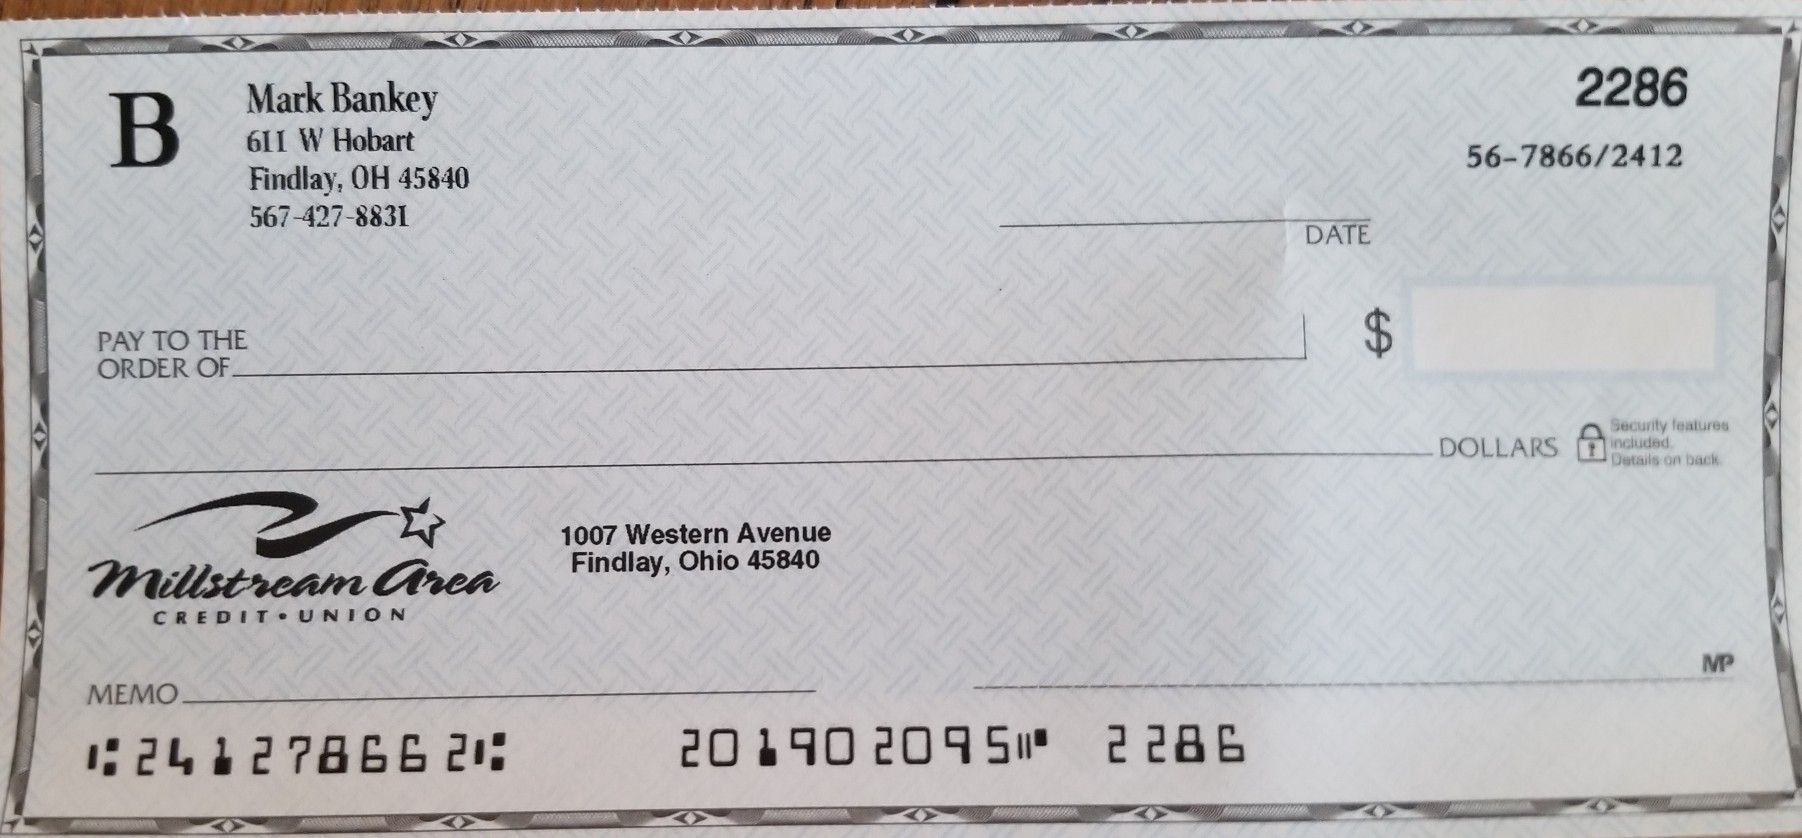 B
Mark Bankey
611 W Hobart
Findlay, OH 45840
567-427-8831
2286
56-7866/2412
DATE
PAY TO THE
ORDER OF
$
DOLLARS
Security features
included.
Details on back.
Millstream Area
CREDIT • UNION
1007 Western Avenue
Findlay, Ohio 45840
MEMO
MP
⑆241278662⑆ 201902095⑈ 2286